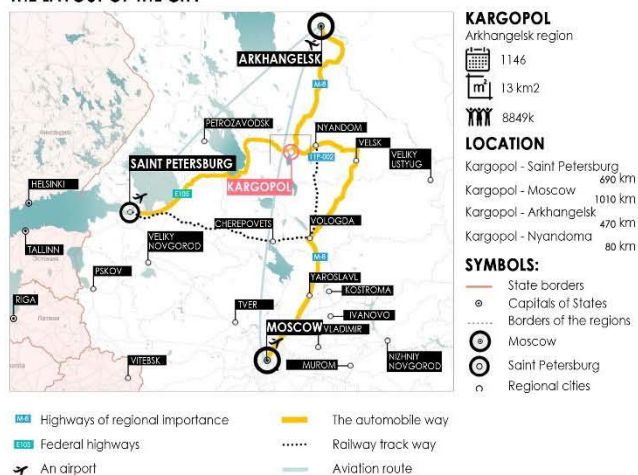 THE LAYOUT OF THE CITY
ARKHANGELSK
M-8
PETROZAVODSK
NYANDOM
11P-002
VELSK
VELIKY
USTYUG
SAINT PETERSBURG
KARGOPOL
E105
HELSINKI
CHEREPOVETS
VOLOGDA
TALLINN
VELIKY
NOVGOROD
M-8
PSKOV
YAROSLAVL
KOSTROMA
RIGA
TVER
IVANOVO
MOSCOW
VLADIMIR
VITEBSK
MUROM
NIZHNIY
NOVGOROD
KARGOPOL
Arkhangelsk region
1146
m² 13 km2
8849k
LOCATION
Kargopol - Saint Petersburg
690 km
Kargopol - Moscow
1010 km
Kargopol - Arkhangelsk
470 km
Kargopol - Nyandoma
80 km
SYMBOLS:
State borders
Capitals of States
Borders of the regions
Moscow
Saint Petersburg
Regional cities
M-8 Highways of regional importance
The automobile way
E105 Federal highways
Railway track way
An airport
Aviation route